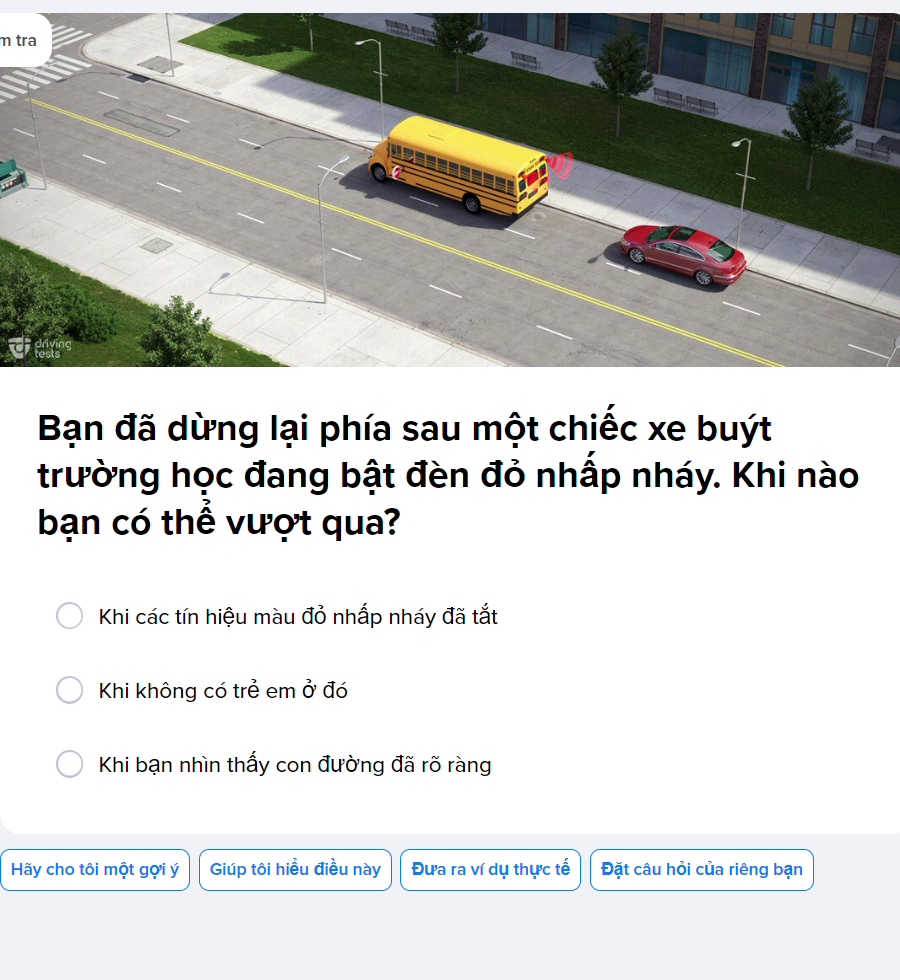 m tra
driving
tests
Bạn đã dừng lại phía sau một chiếc xe buýt
trường học đang bật đèn đỏ nhấp nháy. Khi nào
bạn có thể vượt qua?
Khi các tín hiệu màu đỏ nhấp nháy đã tắt
Khi không có trẻ em ở đó
Khi bạn nhìn thấy con đường đã rõ ràng
Hãy cho tôi một gợi ý
Giúp tôi hiểu điều này
Đưa ra ví dụ thực tế
Đặt câu hỏi của riêng bạn